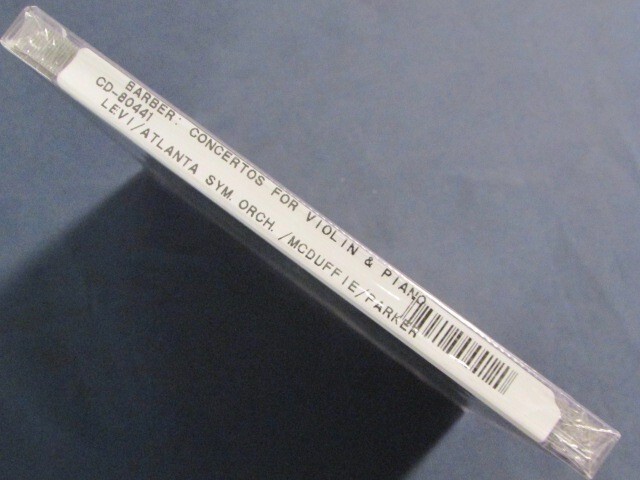 BARBER: CONCERTOS FOR VIOLIN & PIANO
CD-80441
LEVI/ATLANTA SYM. ORCH./MCDUFFIE/PARKER